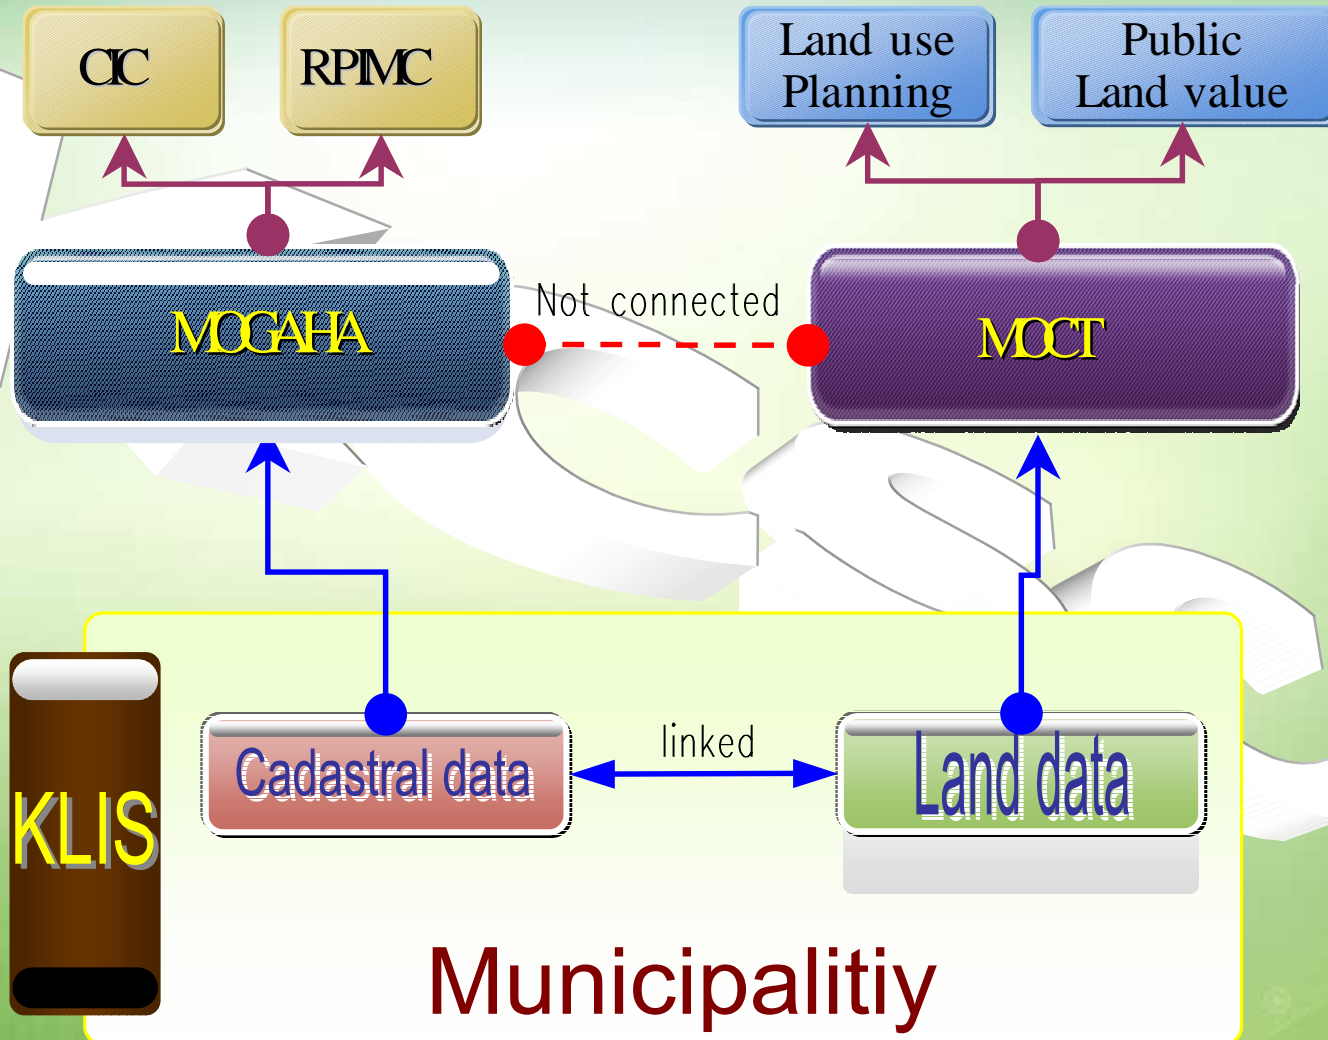 CIC
RPIMC
Land use
Planning
Public
Land value
MOGAHA
Not connected
MOCT
linked
Cadastral data
Land data
KLIS
Municipalitiy